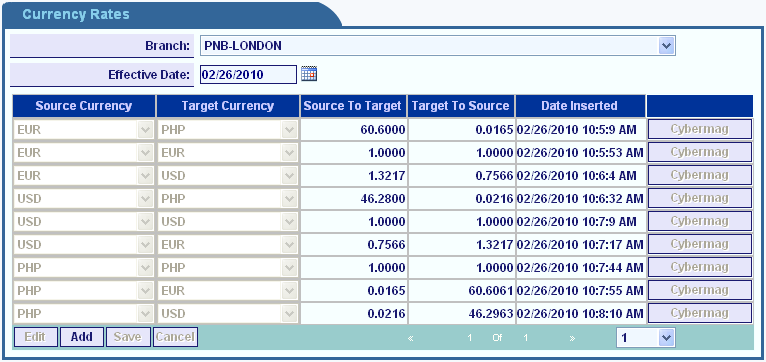 Currency Rates
Branch: PNB-LONDON
Effective Date: 02/26/2010
Source Currency Target Currency Source To Target Target To Source Date Inserted
EUR PHP 60.6000 0.0165 02/26/2010 10:5:9 AM Cybermag
EUR EUR 1.0000 1.0000 02/26/2010 10:5:53 AM Cybermag
EUR USD 1.3217 0.7566 02/26/2010 10:6:4 AM Cybermag
USD PHP 46.2800 0.0216 02/26/2010 10:6:32 AM Cybermag
USD USD 1.0000 1.0000 02/26/2010 10:7:9 AM Cybermag
USD EUR 0.7566 1.3217 02/26/2010 10:7:17 AM Cybermag
PHP PHP 1.0000 1.0000 02/26/2010 10:7:44 AM Cybermag
PHP EUR 0.0165 60.6061 02/26/2010 10:7:55 AM Cybermag
PHP USD 0.0216 46.2963 02/26/2010 10:8:10 AM Cybermag
Edit Add Save Cancel « 1 Of 1 » 1